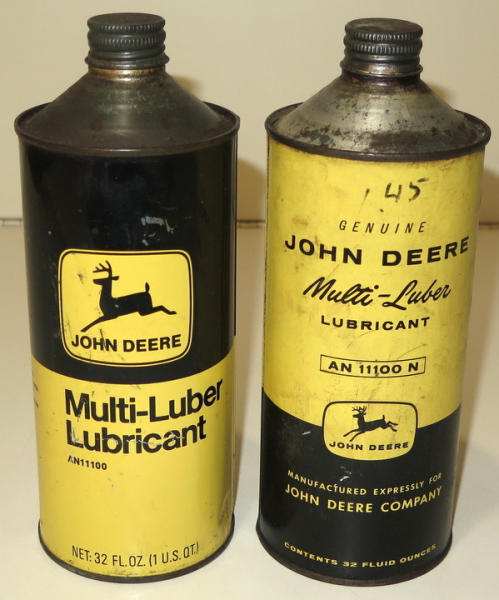 JOHN DEERE
Multi-Luber
Lubricant
AN11100
NET: 32 FL. OZ. (1 U.S. QT.)
.45
GENUINE
JOHN DEERE
Multi-Luber
LUBRICANT
AN 11100 N
JOHN DEERE
MANUFACTURED EXPRESSLY FOR
JOHN DEERE COMPANY
CONTENTS 32 FLUID OUNCES